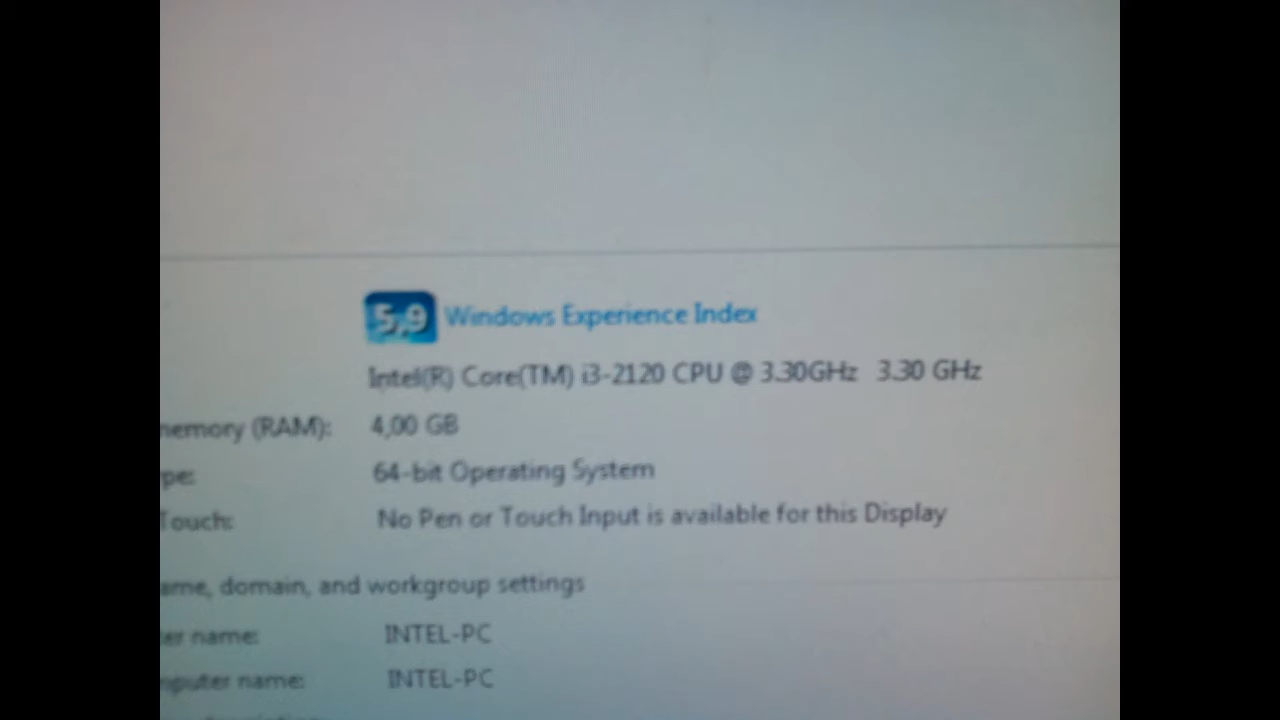 5,9 Windows Experience Index
Intel(R) Core(TM) i3-2120 CPU @ 3.30GHz 3.30 GHz
memory (RAM): 4,00 GB
pe: 64-bit Operating System
Touch: No Pen or Touch Input is available for this Display
ame, domain, and workgroup settings
er name: INTEL-PC
mputer name: INTEL-PC